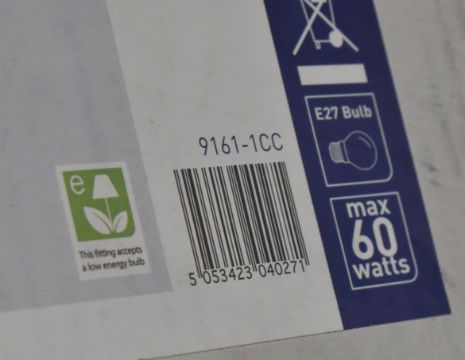 E27 Bulb
9161-1CC
e
max
60
watts
This fitting accepts
a low energy bulb
5 053423 040271